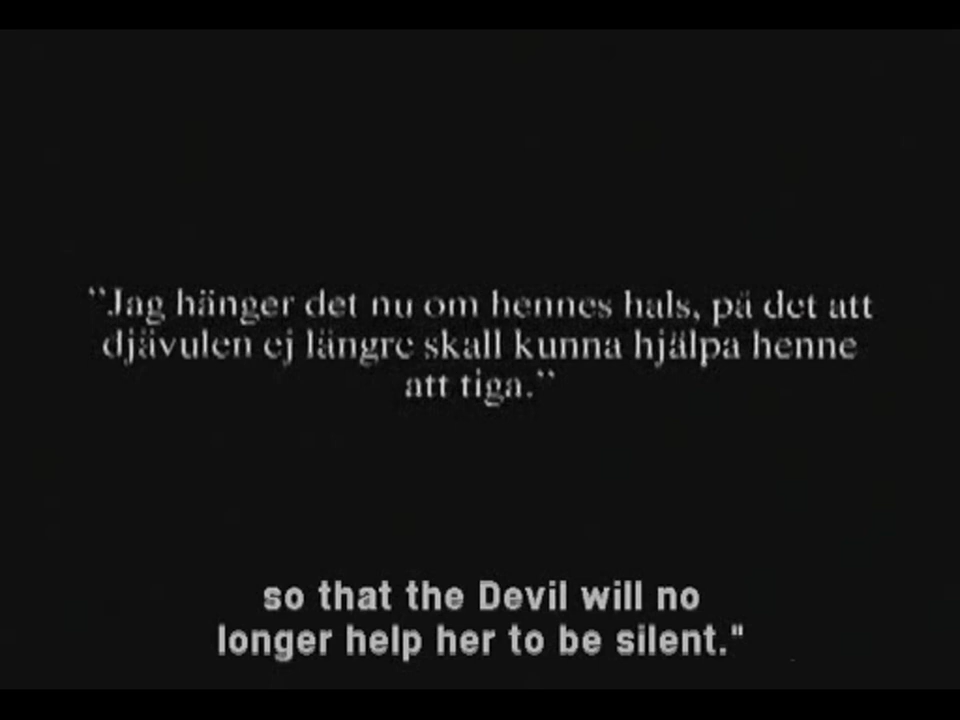 ”Jag hänger det nu om hennes hals, på det att
djävulen ej längre skall kunna hjälpa henne
att tiga.”
so that the Devil will no
longer help her to be silent."